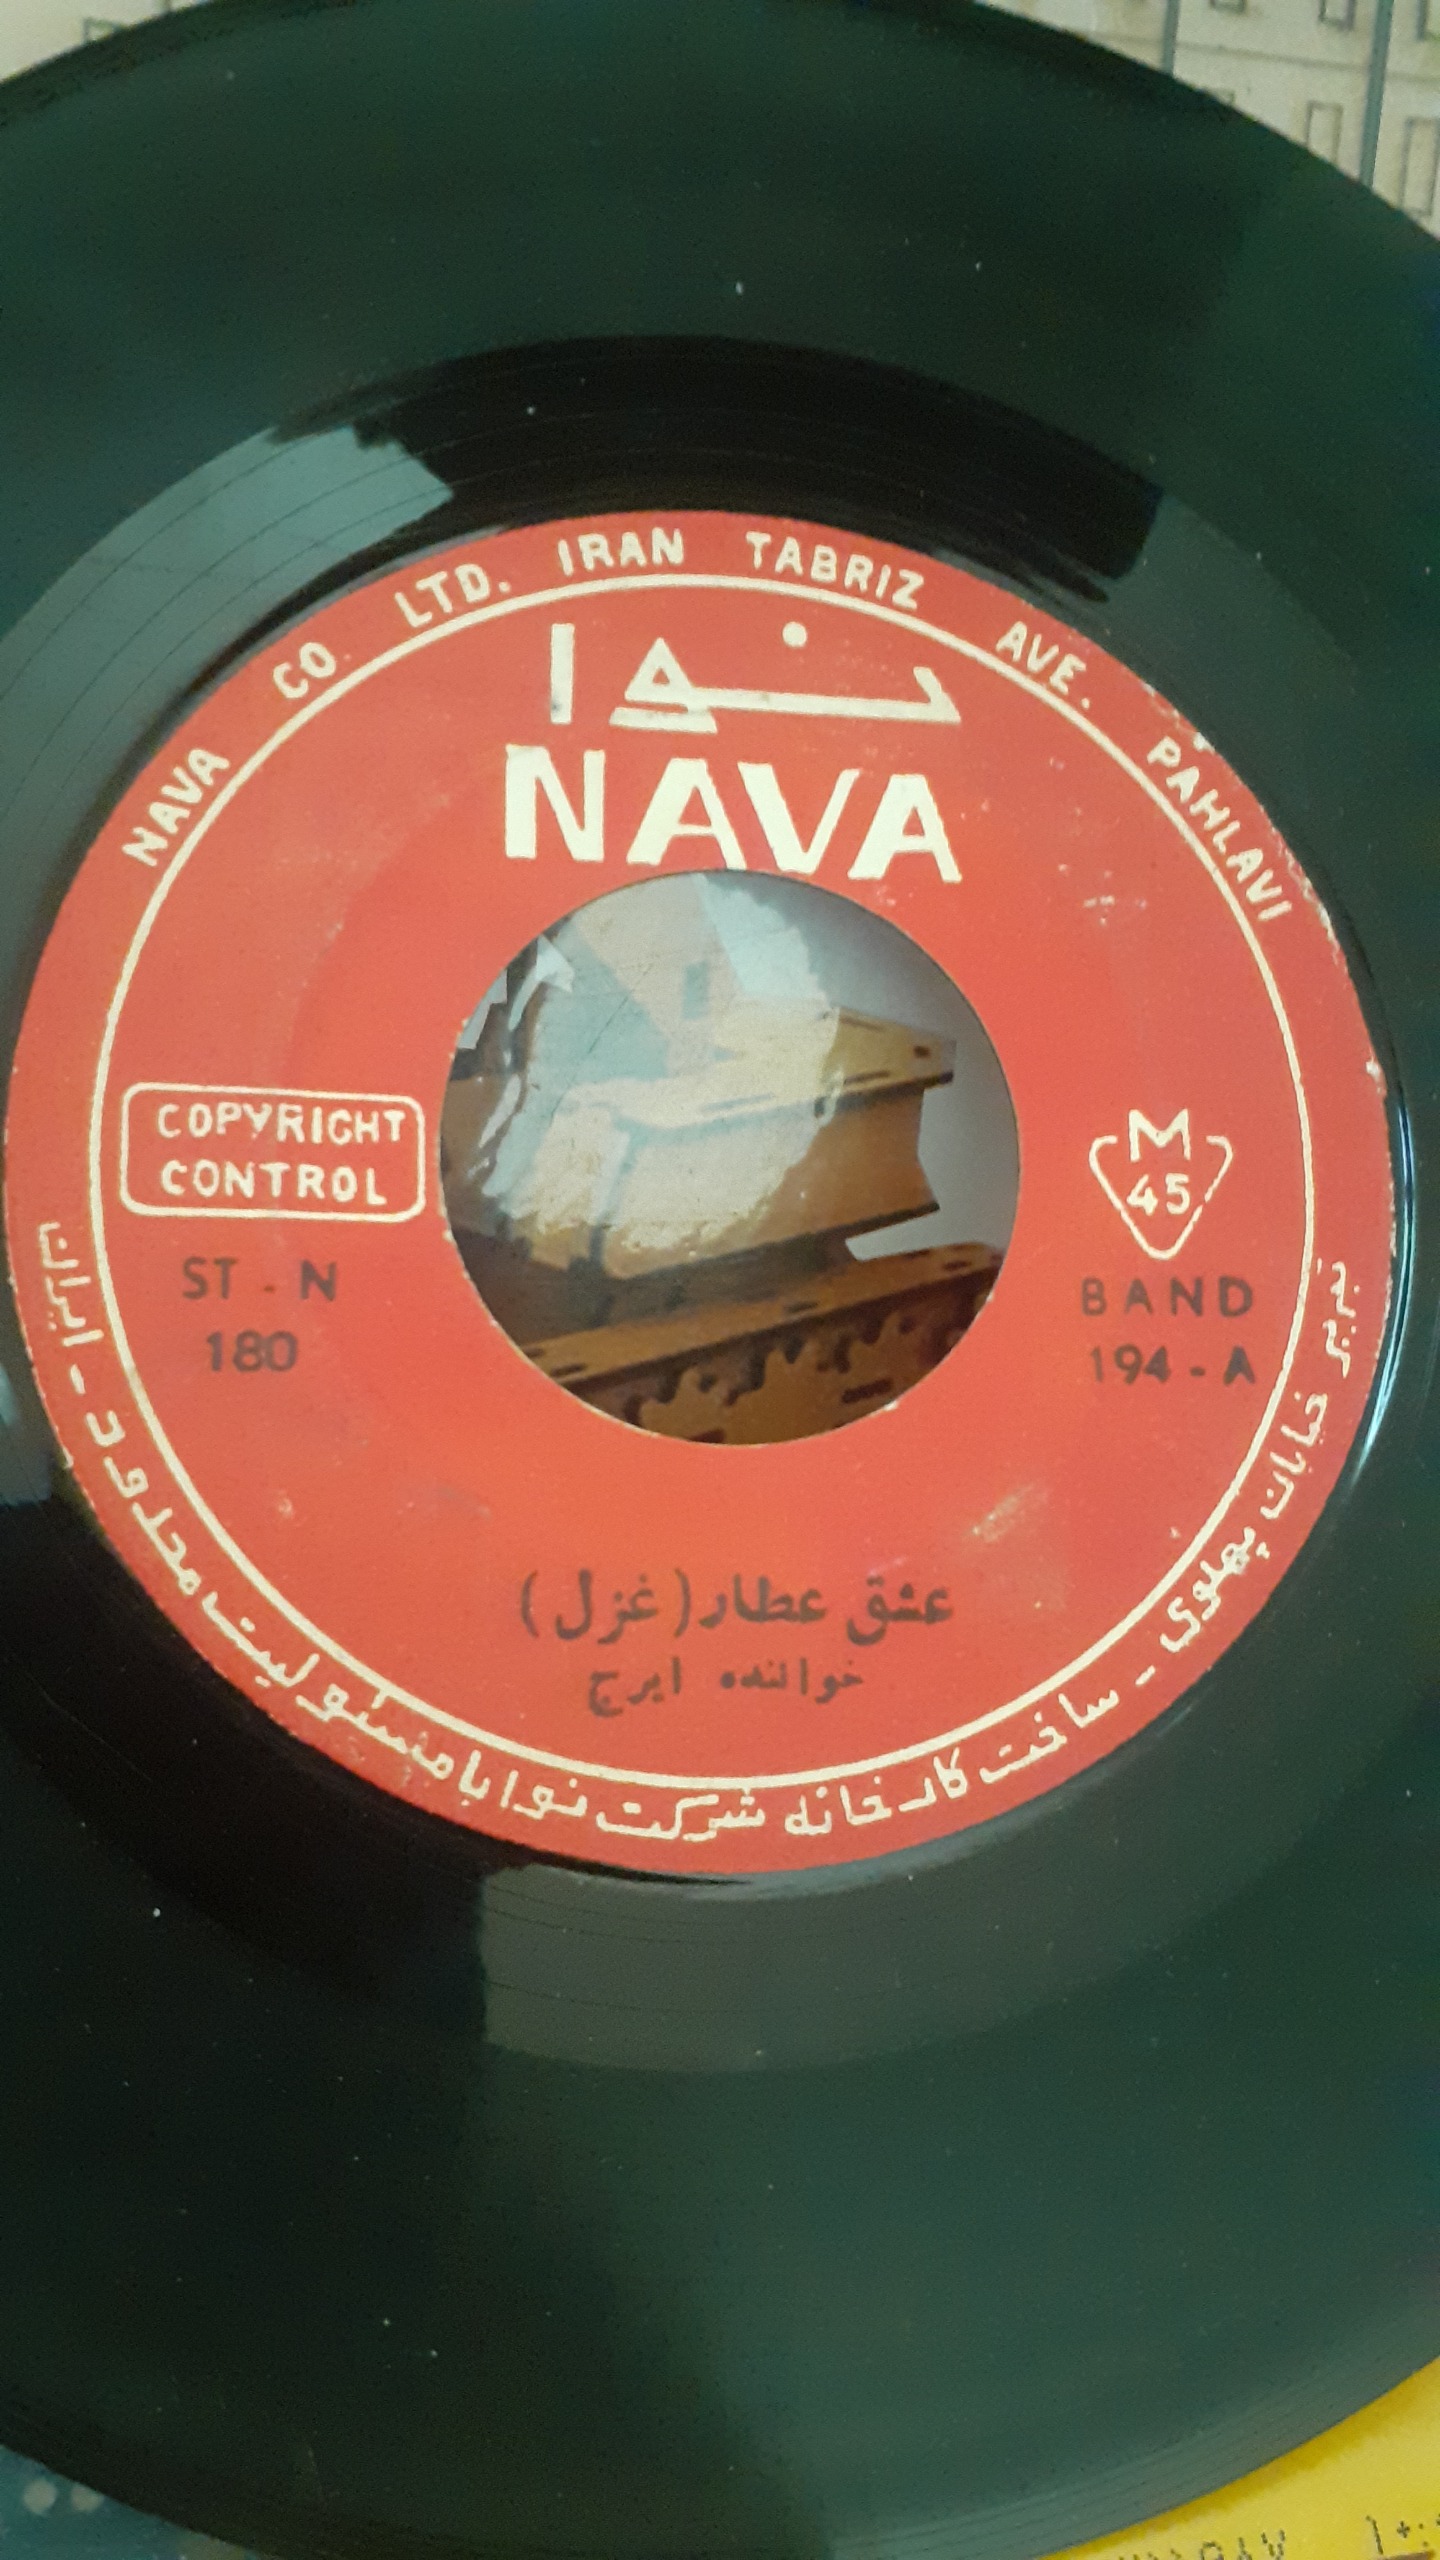 NAVA CO. LTD. IRAN TABRIZ AVE. PAHLAVI
نوا
NAVA
COPYRIGHT
CONTROL
M
45
ST - N
180
BAND
194 - A
عشق عطار (غزل)
خواننده ایرج
تبریز خیابان پهلوی - ساخت کارخانه شرکت نوا با مسئولیت محدود - ایران